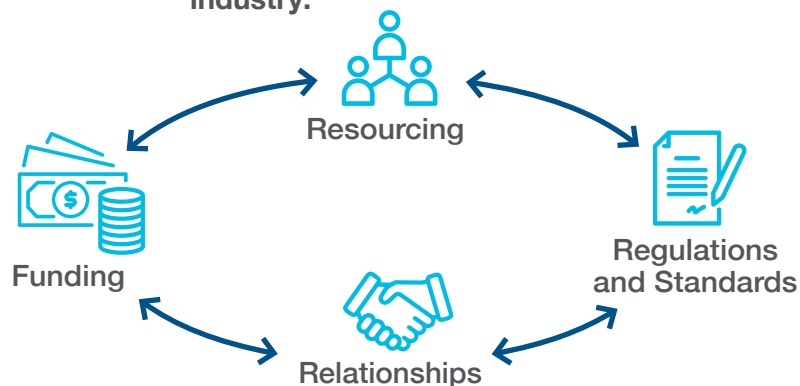 industry.
Resourcing
Funding
Regulations
and Standards
Relationships
$